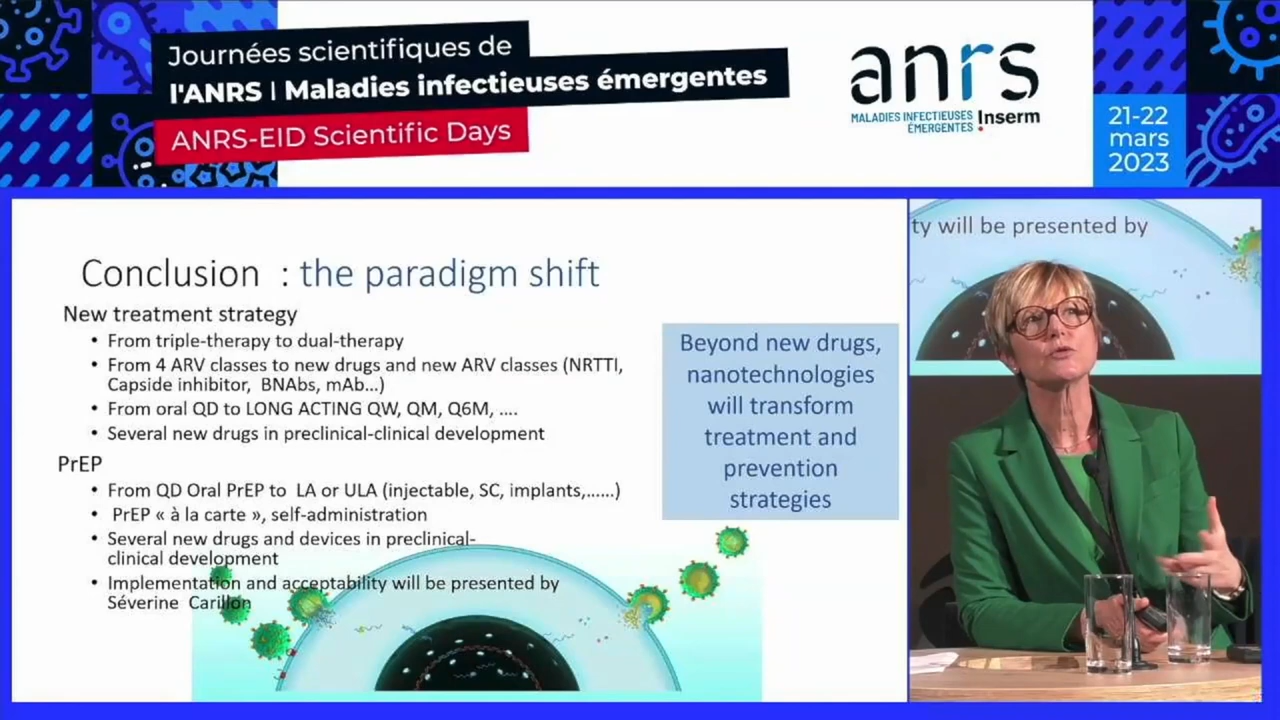 Journées scientifiques de
l'ANRS | Maladies infectieuses émergentes
ANRS-EID Scientific Days
anrs
MALADIES INFECTIEUSES
ÉMERGENTES Inserm
21-22
mars
2023
Conclusion : the paradigm shift
New treatment strategy
• From triple-therapy to dual-therapy
• From 4 ARV classes to new drugs and new ARV classes (NRTTI,
Capside inhibitor, BNAbs, mAb...)
• From oral QD to LONG ACTING QW, QM, Q6M, ....
• Several new drugs in preclinical-clinical development
PrEP
• From QD Oral PrEP to LA or ULA (injectable, SC, implants,......)
• PrEP « à la carte », self-administration
• Several new drugs and devices in preclinical-
clinical development
• Implementation and acceptability will be presented by
Séverine Carillon
Beyond new drugs,
nanotechnologies
will transform
treatment and
prevention
strategies
ty will be presented by